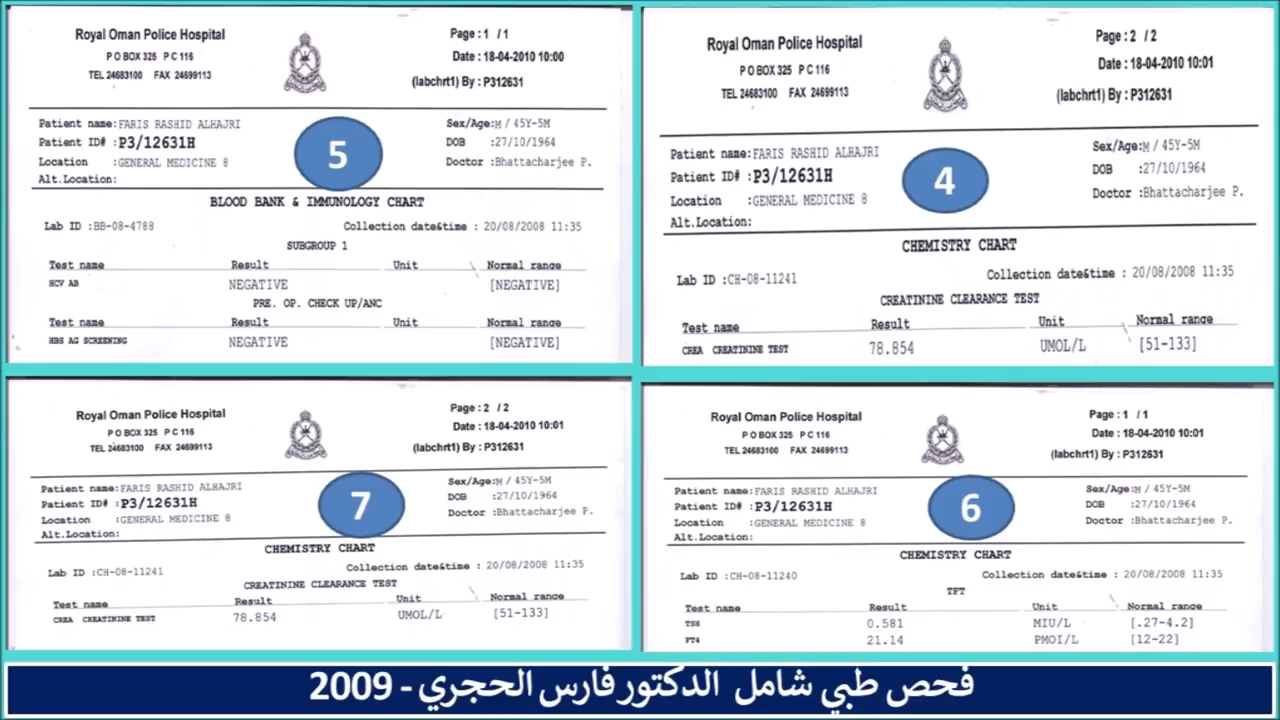 Royal Oman Police Hospital
P O BOX 325 P C 116
TEL 24683100 FAX 24699113
Page : 1 / 1
Date : 18-04-2010 10:00
(labchrt1) By : P312631
Patient name: FARIS RASHID ALHAJRI
Patient ID# : P3/12631H
Location :GENERAL MEDICINE 8
Alt.Location:
5
Sex/Age:M / 45Y-5M
DOB :27/10/1964
Doctor :Bhattacharjee P.
BLOOD BANK & IMMUNOLOGY CHART
Lab ID :BB-08-4788 Collection date&time : 20/08/2008 11:35
SUBGROUP 1
Test name Result Unit Normal range
HCV AB NEGATIVE [NEGATIVE]
PRE. OP. CHECK UP/ANC
Test name Result Unit Normal range
HBS AG SCREENING NEGATIVE [NEGATIVE]
Royal Oman Police Hospital
P O BOX 325 P C 116
TEL 24683100 FAX 24699113
Page : 2 / 2
Date : 18-04-2010 10:01
(labchrt1) By : P312631
Patient name: FARIS RASHID ALHAJRI
Patient ID# : P3/12631H
Location :GENERAL MEDICINE 8
Alt.Location:
4
Sex/Age:M / 45Y-5M
DOB :27/10/1964
Doctor :Bhattacharjee P.
CHEMISTRY CHART
Lab ID :CH-08-11241 Collection date&time : 20/08/2008 11:35
CREATININE CLEARANCE TEST
Test name Result Unit Normal range
CREA CREATININE TEST 78.854 UMOL/L [51-133]
Royal Oman Police Hospital
P O BOX 325 P C 116
TEL 24683100 FAX 24699113
Page : 2 / 2
Date : 18-04-2010 10:01
(labchrt1) By : P312631
Patient name: FARIS RASHID ALHAJRI
Patient ID# : P3/12631H
Location :GENERAL MEDICINE 8
Alt.Location:
7
Sex/Age:M / 45Y-5M
DOB :27/10/1964
Doctor :Bhattacharjee P.
CHEMISTRY CHART
Lab ID :CH-08-11241 Collection date&time : 20/08/2008 11:35
CREATININE CLEARANCE TEST
Test name Result Unit Normal range
CREA CREATININE TEST 78.854 UMOL/L [51-133]
Royal Oman Police Hospital
P O BOX 325 P C 116
TEL 24683100 FAX 24699113
Page : 1 / 1
Date : 18-04-2010 10:01
(labchrt1) By : P312631
Patient name: FARIS RASHID ALHAJRI
Patient ID# : P3/12631H
Location :GENERAL MEDICINE 8
Alt.Location:
6
Sex/Age:M / 45Y-5M
DOB :27/10/1964
Doctor :Bhattacharjee P.
CHEMISTRY CHART
Lab ID :CH-08-11240 Collection date&time : 20/08/2008 11:35
TFT
Test name Result Unit Normal range
TSH 0.581 MIU/L [.27-4.2]
FT4 21.14 PMOI/L [12-22]
فحص طبي شامل الدكتور فارس الحجري - 2009